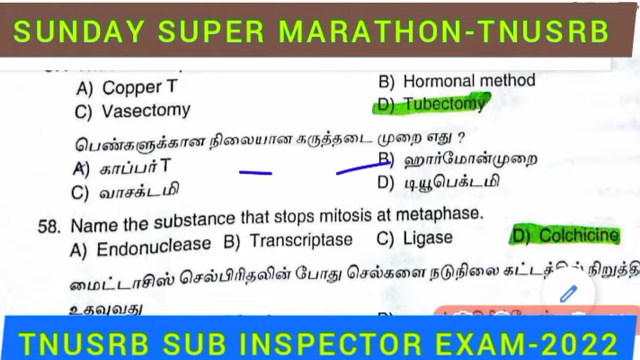 SUNDAY SUPER MARATHON-TNUSRB
A) Copper T B) Hormonal method
C) Vasectomy D) Tubectomy
பெண்களுக்கான நிலையான கருத்தடை முறை எது ?
A) காப்பர் T B) ஹார்மோன்முறை
C) வாசக்டமி D) டியூபெக்டமி
58. Name the substance that stops mitosis at metaphase.
A) Endonuclease B) Transcriptase C) Ligase D) Colchicine
மைட்டாசிஸ் செல்பிரிதலின் போது செல்களை நடுநிலை கட்டத்தில்
உதவுவது
TNUSRB SUB INSPECTOR EXAM-2022